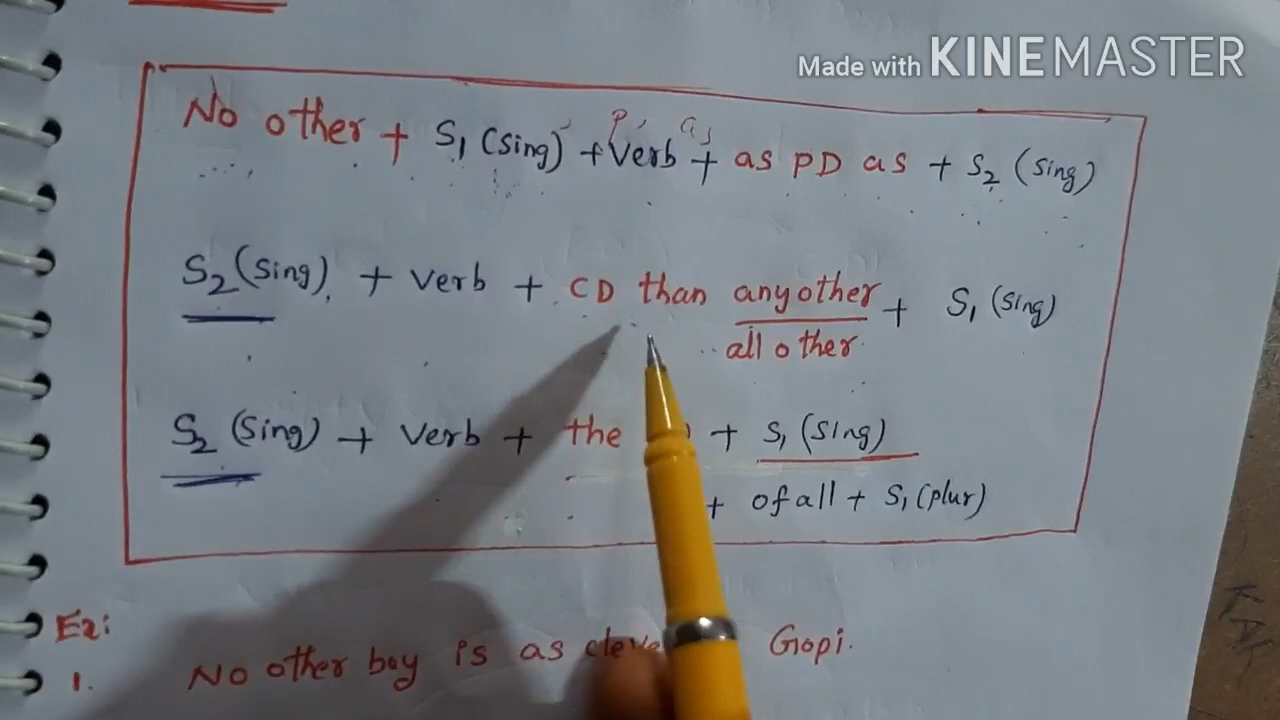 Made with KINEMASTER
P, a,
No other + S₁ (Sing) + Verb + as PD as + S₂ (Sing)
S₂ (Sing) + Verb + CD than anyother + S₁ (Sing)
all other
S₂ (Sing) + Verb + the + S₁ (Sing)
+ of all + S₁ (plur)
Ex:
1. No other boy is as Gopi.